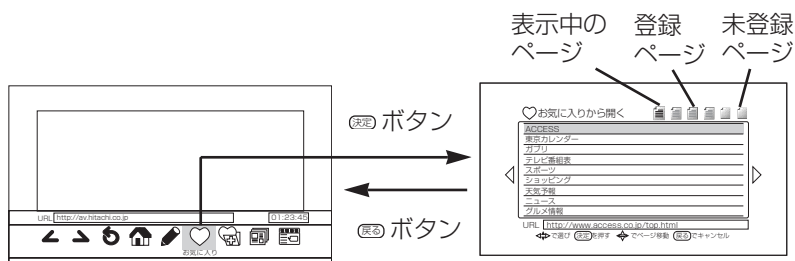 表示中の
ページ
登録
ページ
未登録
ページ
決定 ボタン
戻る ボタン
URL http://av.hitachi.co.jp 01:23:45
お気に入り
お気に入りから開く
ACCESS
東京カレンダー
ガブリ
テレビ番組表
スポーツ
ショッピング
天気予報
ニュース
グルメ情報
URL http://www.access.co.jp/top.html
で選び 決定 を押す でページ移動 戻る でキャンセル